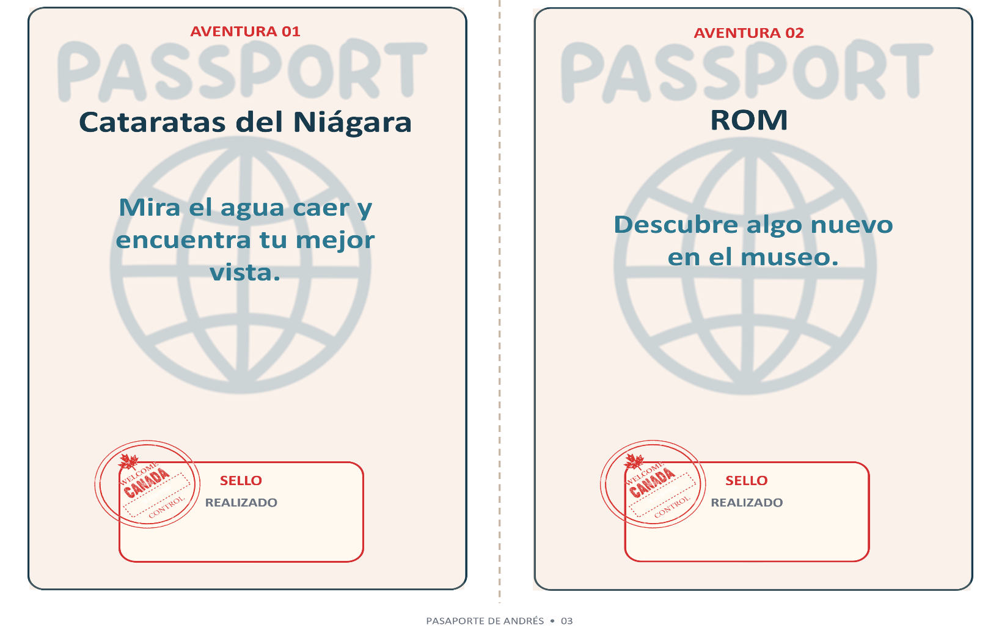 AVENTURA 01
PASSPORT
Cataratas del Niágara
Mira el agua caer y
encuentra tu mejor
vista.
WELCOME
CANADA
CONTROL
SELLO
REALIZADO
AVENTURA 02
PASSPORT
ROM
Descubre algo nuevo
en el museo.
WELCOME
CANADA
CONTROL
SELLO
REALIZADO
PASAPORTE DE ANDRÉS • 03